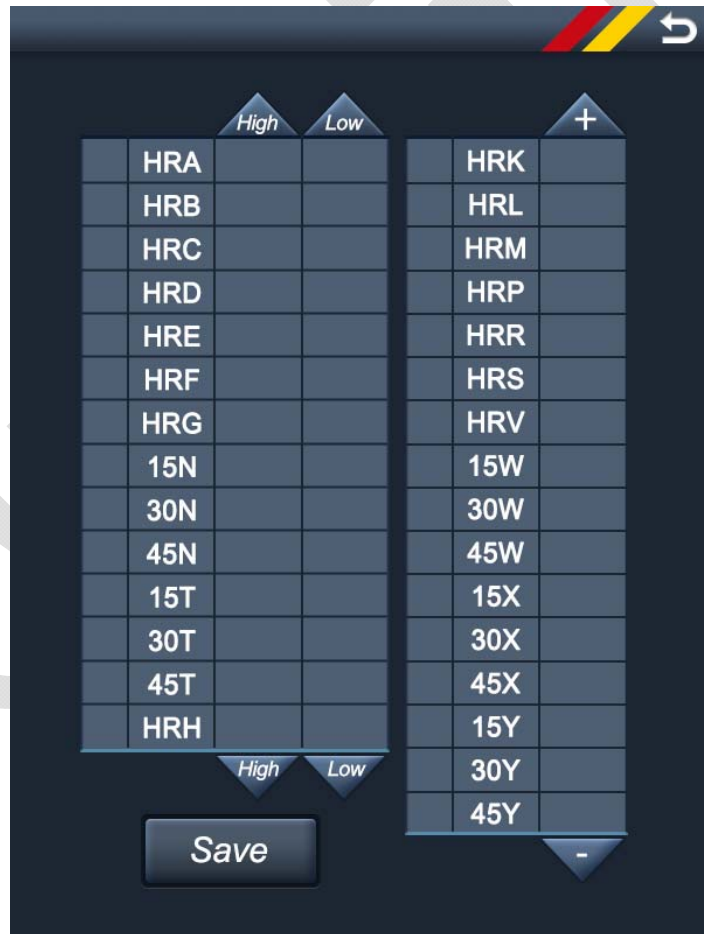 High Low
HRA
HRB
HRC
HRD
HRE
HRF
HRG
15N
30N
45N
15T
30T
45T
HRH
High Low
Save
+
HRK
HRL
HRM
HRP
HRR
HRS
HRV
15W
30W
45W
15X
30X
45X
15Y
30Y
45Y
-